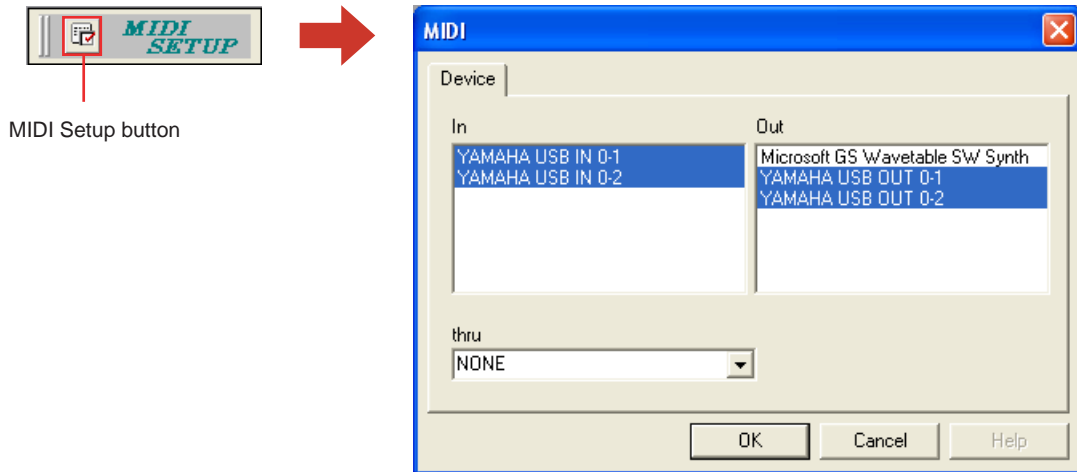 MIDI
SETUP
MIDI Setup button
MIDI
Device
In
YAMAHA USB IN 0-1
YAMAHA USB IN 0-2
Out
Microsoft GS Wavetable SW Synth
YAMAHA USB OUT 0-1
YAMAHA USB OUT 0-2
thru
NONE
OK
Cancel
Help